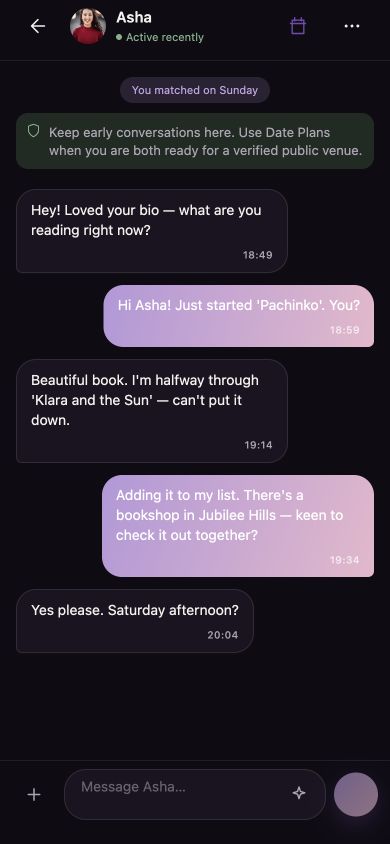 Asha
Active recently
You matched on Sunday
Keep early conversations here. Use Date Plans
when you are both ready for a verified public venue.
Hey! Loved your bio — what are you
reading right now?
18:49
Hi Asha! Just started 'Pachinko'. You?
18:59
Beautiful book. I'm halfway through
'Klara and the Sun' — can't put it
down.
19:14
Adding it to my list. There's a
bookshop in Jubilee Hills — keen to
check it out together?
19:34
Yes please. Saturday afternoon?
20:04
Message Asha...